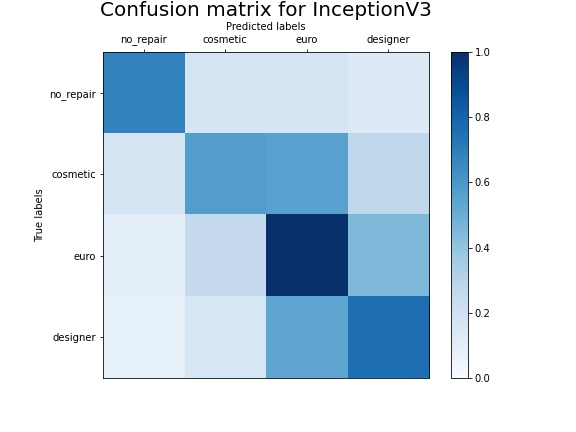 Confusion matrix for InceptionV3
Predicted labels
no_repair cosmetic euro designer
True labels
no_repair
cosmetic
euro
designer
1.0
0.8
0.6
0.4
0.2
0.0